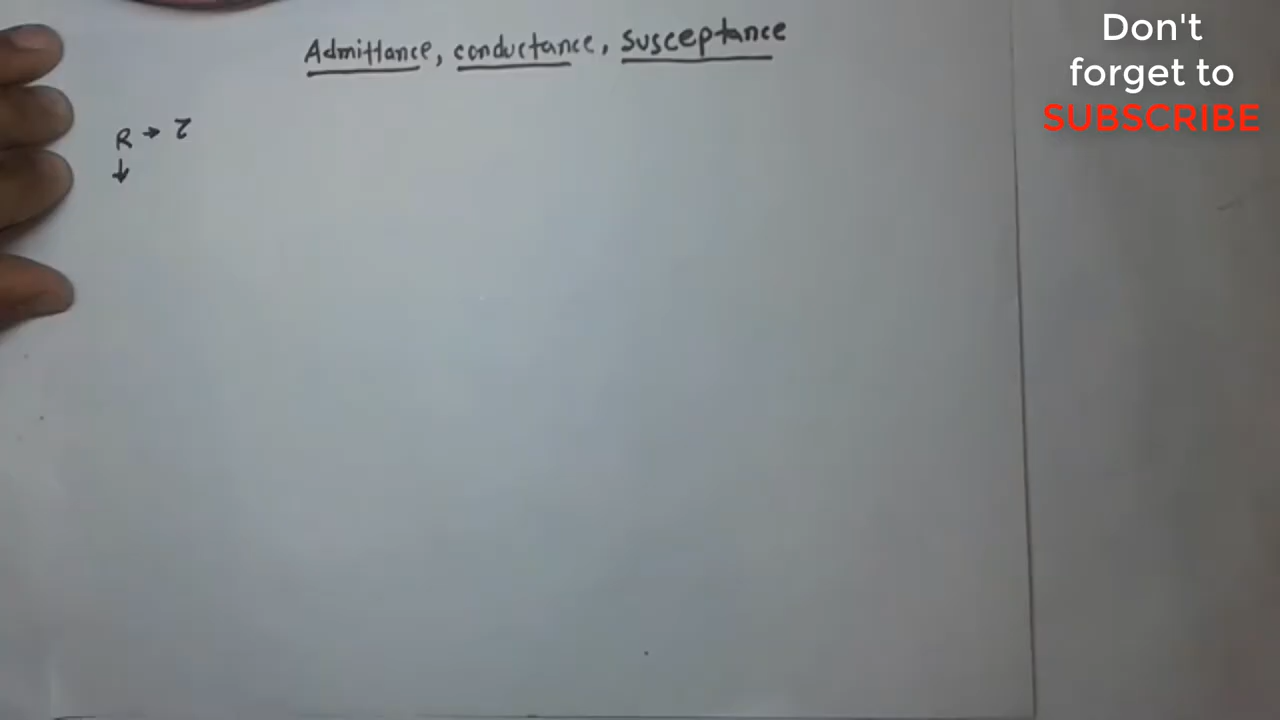 Admittance, conductance, susceptance
Don't
forget to
SUBSCRIBE
R → Z
↓